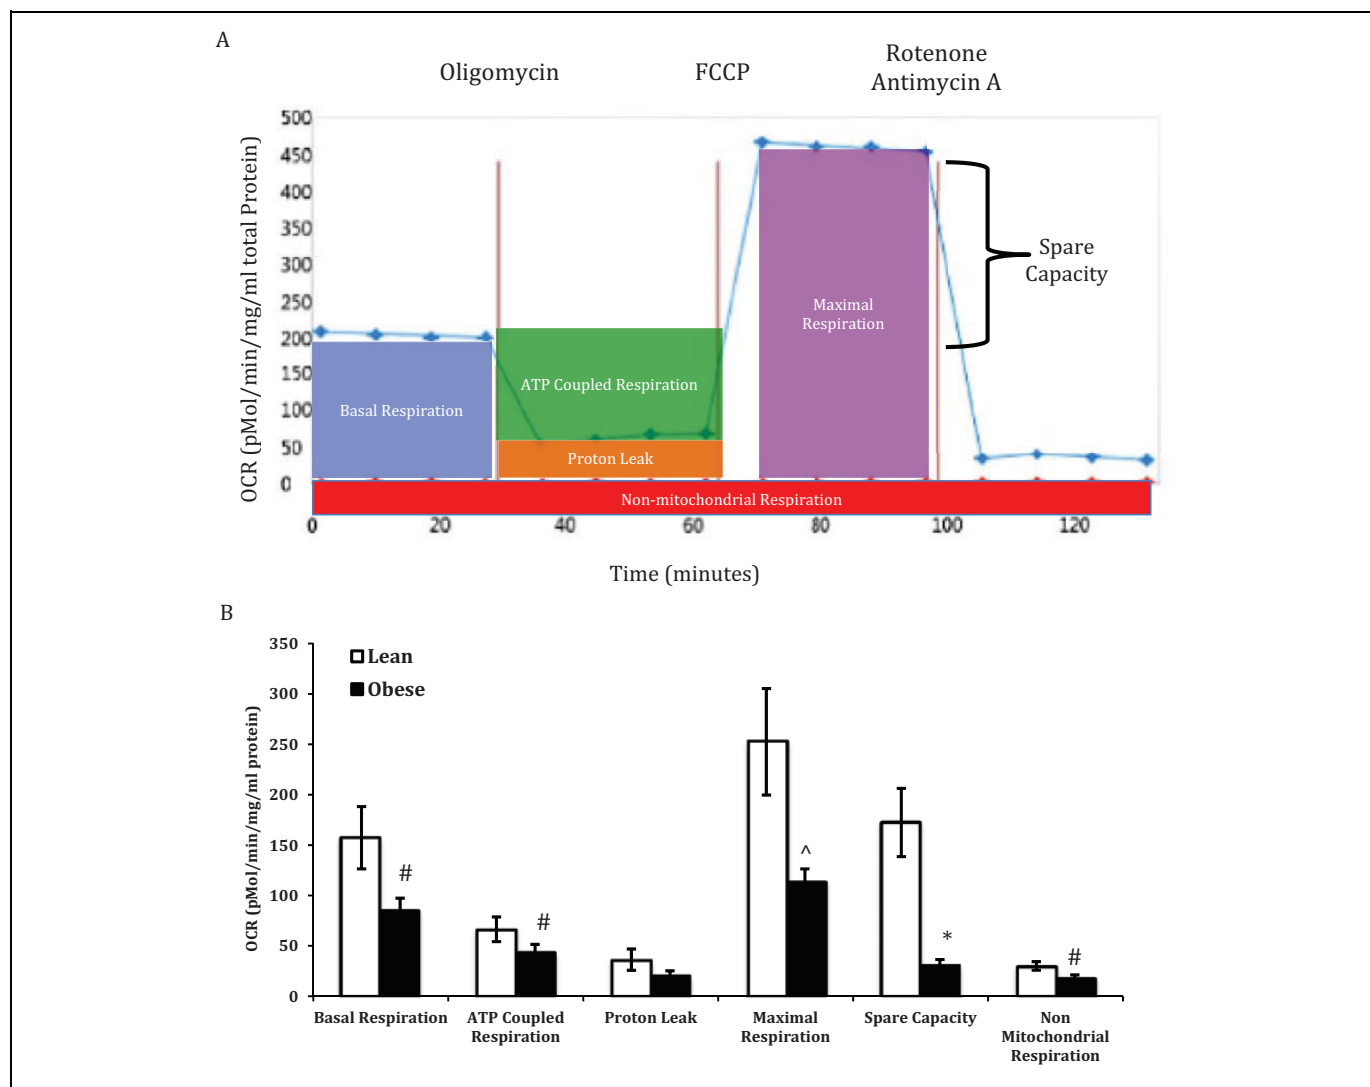 A
Oligomycin
FCCP
Rotenone
Antimycin A
OCR (pMol/min/mg/ml total Protein)
500
450
400
350
300
250
200
150
100
50
0
Spare
Capacity
Maximal
Respiration
ATP Coupled Respiration
Basal Respiration
Proton Leak
Non-mitochondrial Respiration
0 20 40 60 80 100 120
Time (minutes)
B
OCR (pMol/min/mg/ml protein)
350
300
250
200
150
100
50
0
Lean
Obese
#
#
^
*
#
Basal Respiration
ATP Coupled
Respiration
Proton Leak
Maximal
Respiration
Spare Capacity
Non
Mitochondrial
Respiration